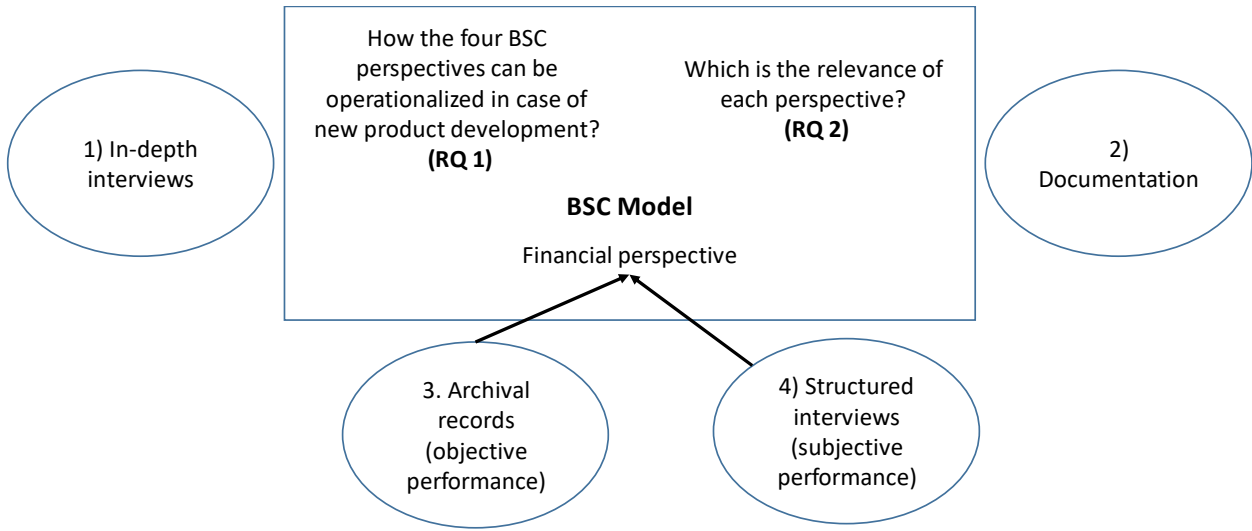 How the four BSC
perspectives can be
operationalized in case of
new product development?
(RQ 1)
Which is the relevance of
each perspective?
(RQ 2)
1) In-depth
interviews
2)
Documentation
BSC Model
Financial perspective
3. Archival
records
(objective
performance)
4) Structured
interviews
(subjective
performance)